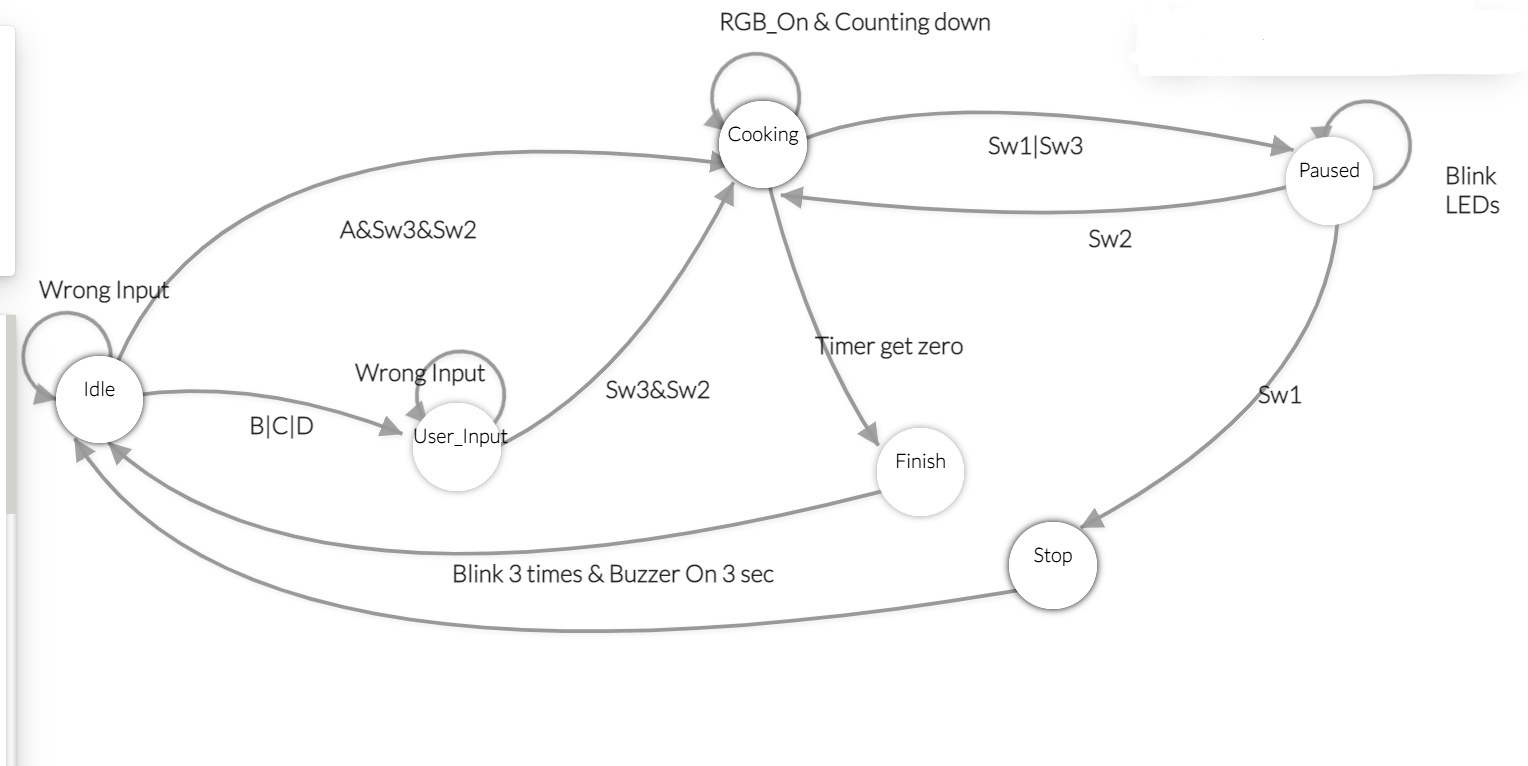 RGB_On & Counting down
Cooking
Sw1|Sw3
Paused
Blink
LEDs
A&Sw3&Sw2
Sw2
Wrong Input
Timer get zero
Wrong Input
Idle
Sw3&Sw2
Sw1
B|C|D
User_Input
Finish
Stop
Blink 3 times & Buzzer On 3 sec